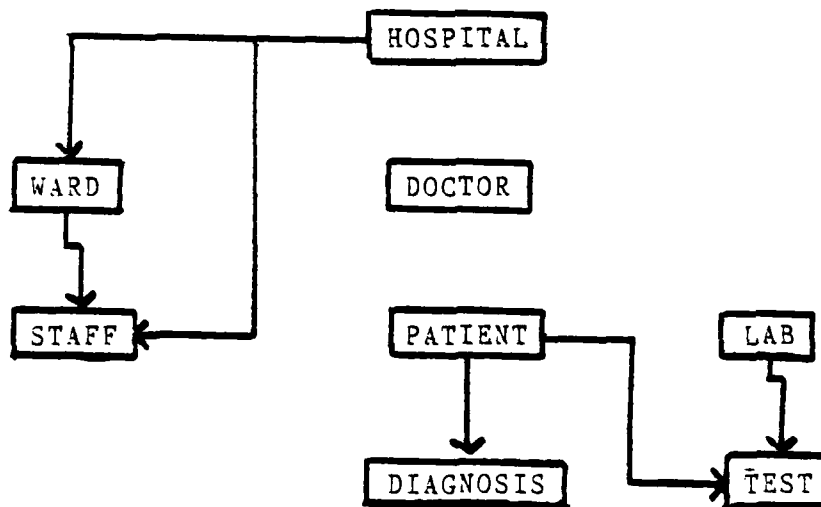 HOSPITAL
WARD
DOCTOR
STAFF
PATIENT
LAB
DIAGNOSIS
TEST